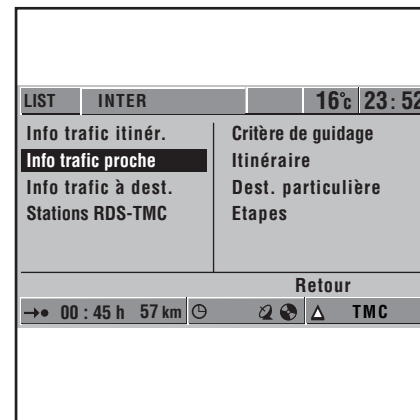 LIST INTER 16°c 23:52
Info trafic itinér.
Info trafic proche
Info trafic à dest.
Stations RDS-TMC
Critère de guidage
Itinéraire
Dest. particulière
Etapes
Retour
00:45 h 57 km TMC